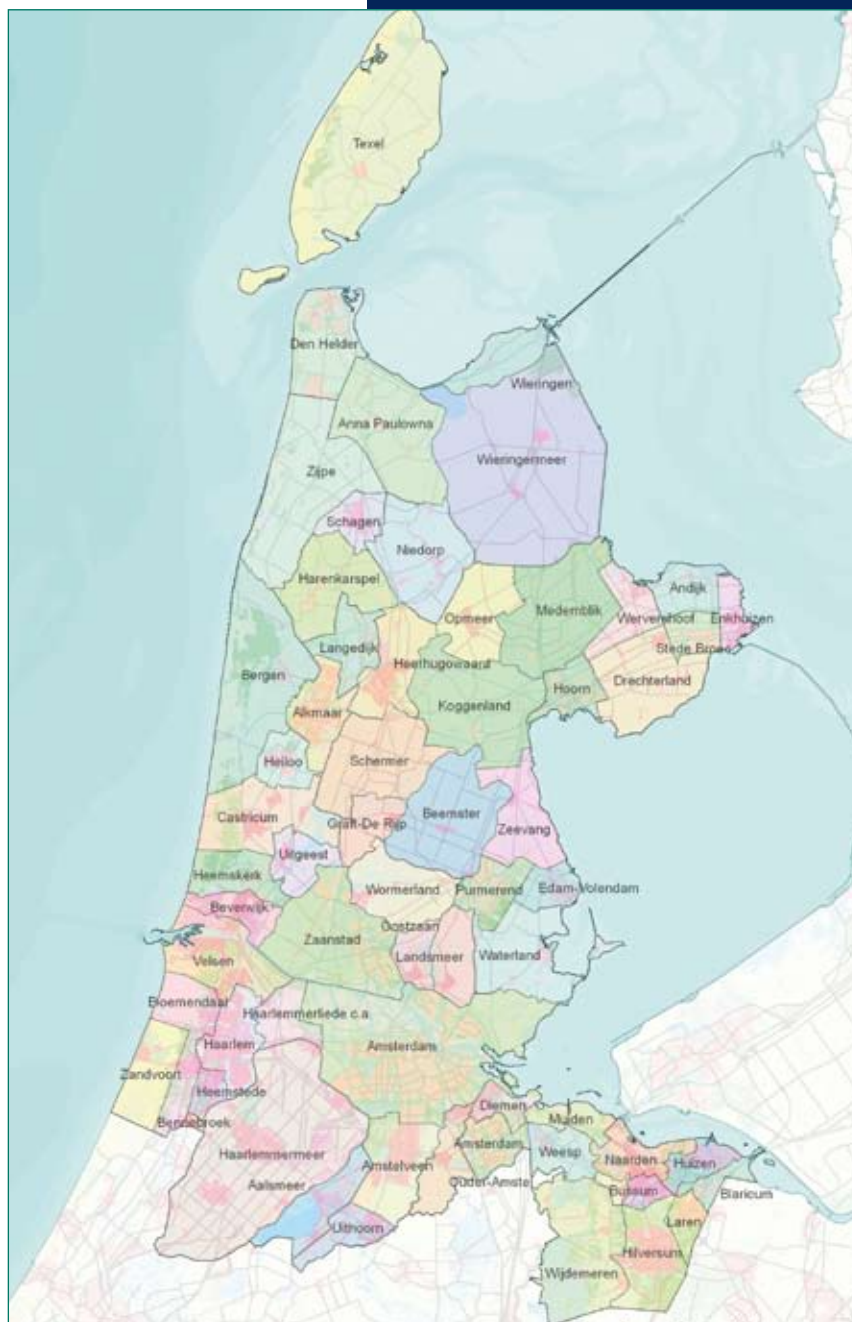 Texel
Den Helder
Wieringen
Anna Paulowna
Wieringermeer
Zijpe
Schagen
Niedorp
Harenkarspel
Andijk
Medemblik
Opmeer
Wervershoof
Enkhuizen
Langedijk
Stede Broec
Heerhugowaard
Bergen
Drechterland
Hoorn
Koggenland
Alkmaar
Heiloo
Schermer
Beemster
Castricum
Graft-De Rijp
Zeevang
Uitgeest
Heemskerk
Wormerland
Purmerend
Edam-Volendam
Beverwijk
Oostzaan
Zaanstad
Landsmeer
Waterland
Velsen
Bloemendaal
Haarlemmerliede c.a
Haarlem
Amsterdam
Zandvoort
Heemstede
Diemen
Bennebroek
Muiden
Amsterdam
Weesp
Haarlemmermeer
Naarden
Huizen
Amstelveen
Aalsmeer
Ouder-Amste
Bussum
Blaricum
Laren
Uithoorn
Hilversum
Wijdemeren